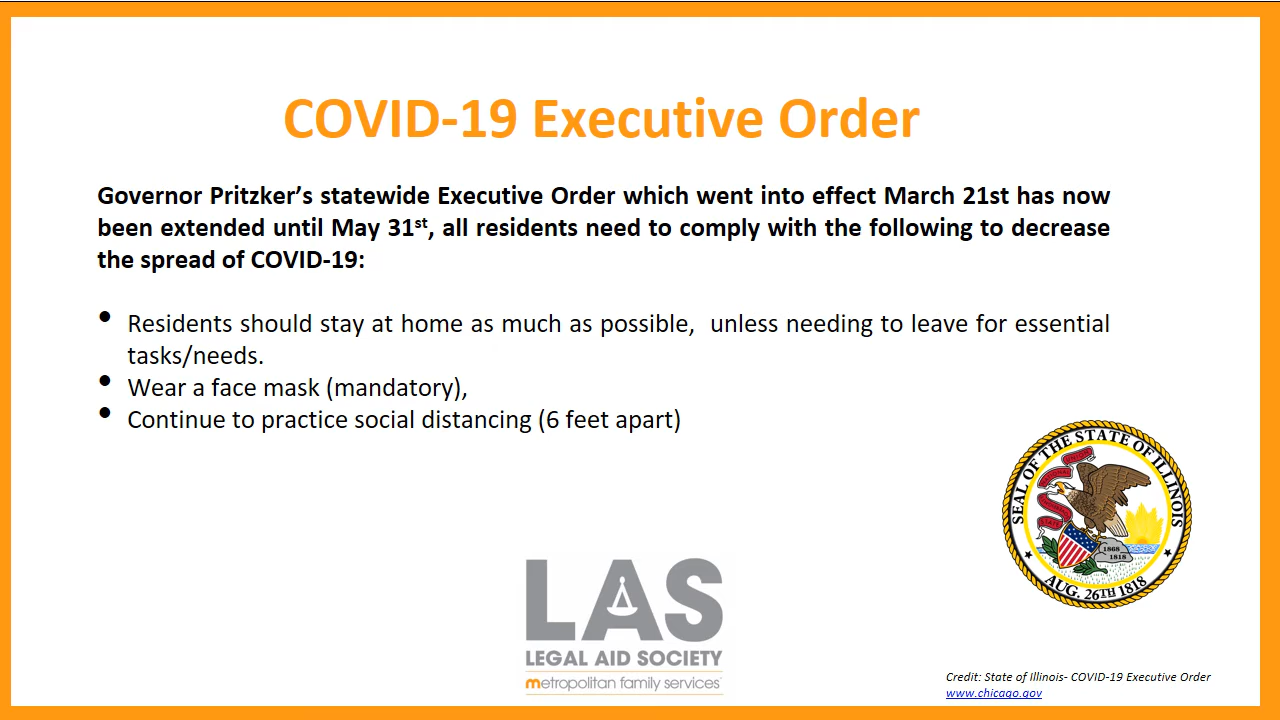 COVID-19 Executive Order
Governor Pritzker’s statewide Executive Order which went into effect March 21st has now
been extended until May 31st, all residents need to comply with the following to decrease
the spread of COVID-19:
• Residents should stay at home as much as possible,  unless needing to leave for essential
tasks/needs.
• Wear a face mask (mandatory),
• Continue to practice social distancing (6 feet apart)
SEAL OF THE STATE OF ILLINOIS
NATIONAL UNION
STATE
1868
1818
AUG. 26TH 1818
LAS
LEGAL AID SOCIETY
metropolitan family services
Credit: State of Illinois- COVID-19 Executive Order
www.chicago.gov